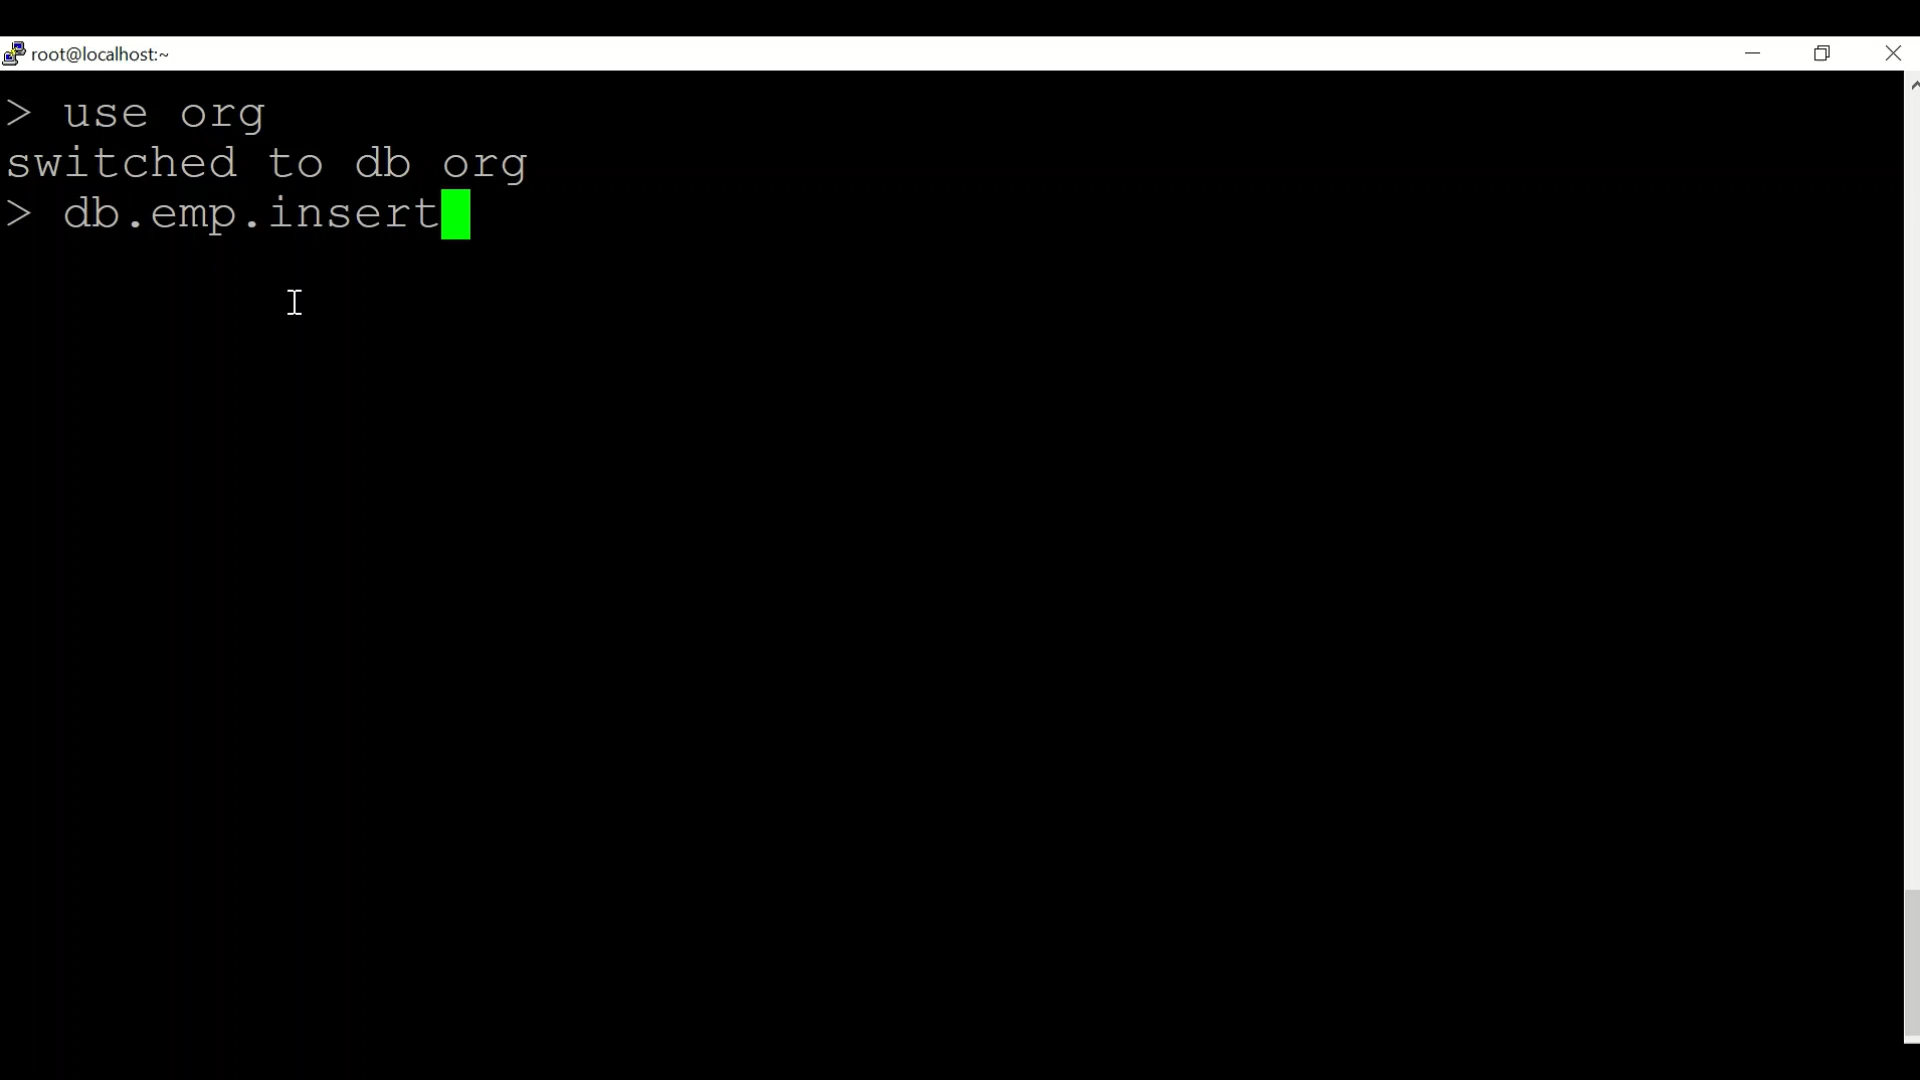 root@localhost:~
> use org
switched to db org
> db.emp.insert